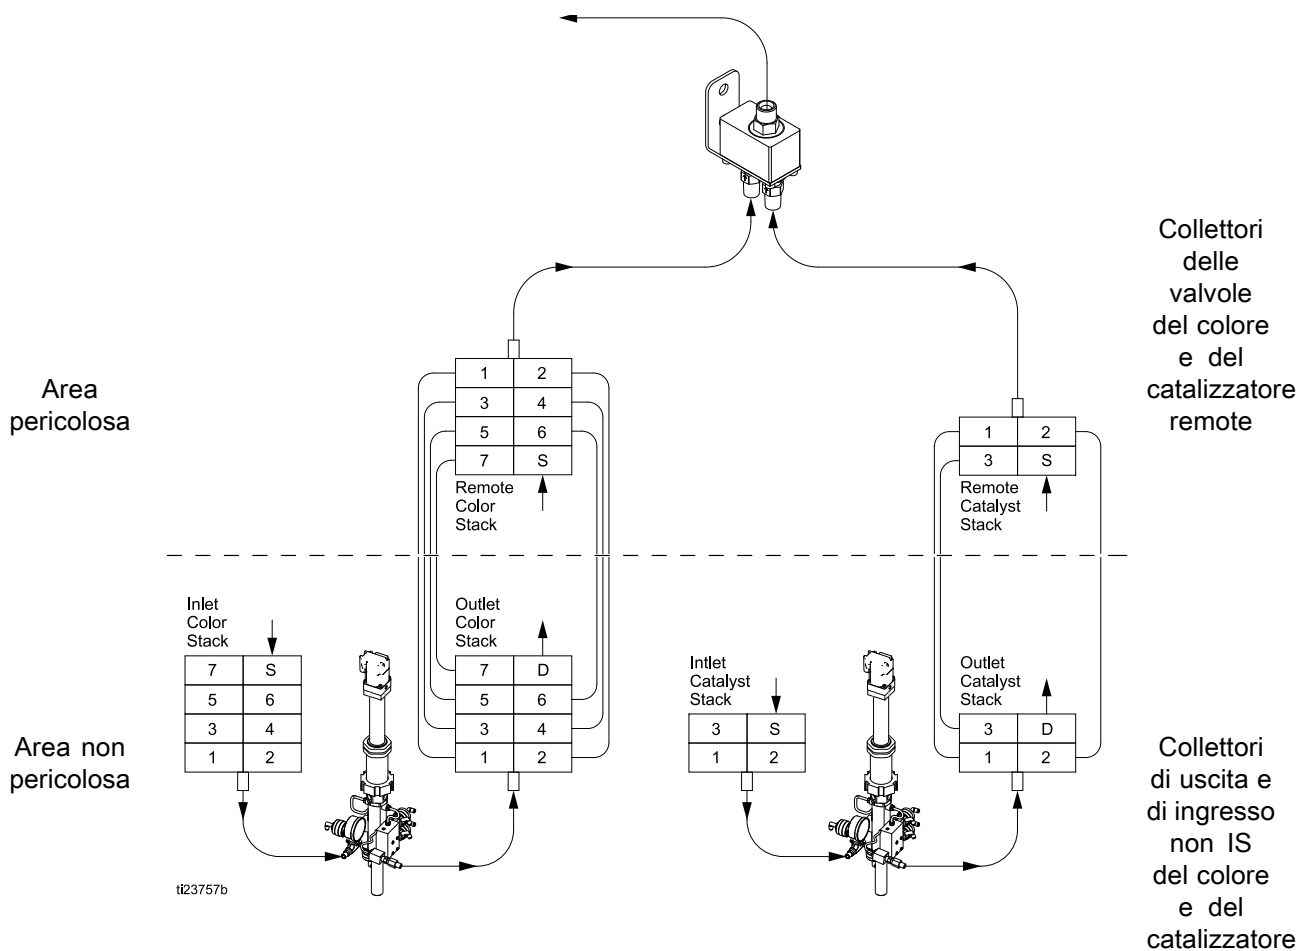 Collettori
delle
valvole
del colore
e del
catalizzatore
remote
Area
pericolosa
1 2
3 4
5 6
7 S
Remote
Color
Stack
1 2
3 S
Remote
Catalyst
Stack
Inlet
Color
Stack
7 S
5 6
3 4
1 2
Outlet
Color
Stack
7 D
5 6
3 4
1 2
Intlet
Catalyst
Stack
3 S
1 2
Outlet
Catalyst
Stack
3 D
1 2
Area non
pericolosa
Collettori
di uscita e
di ingresso
non IS
del colore
e del
catalizzatore
ti23757b